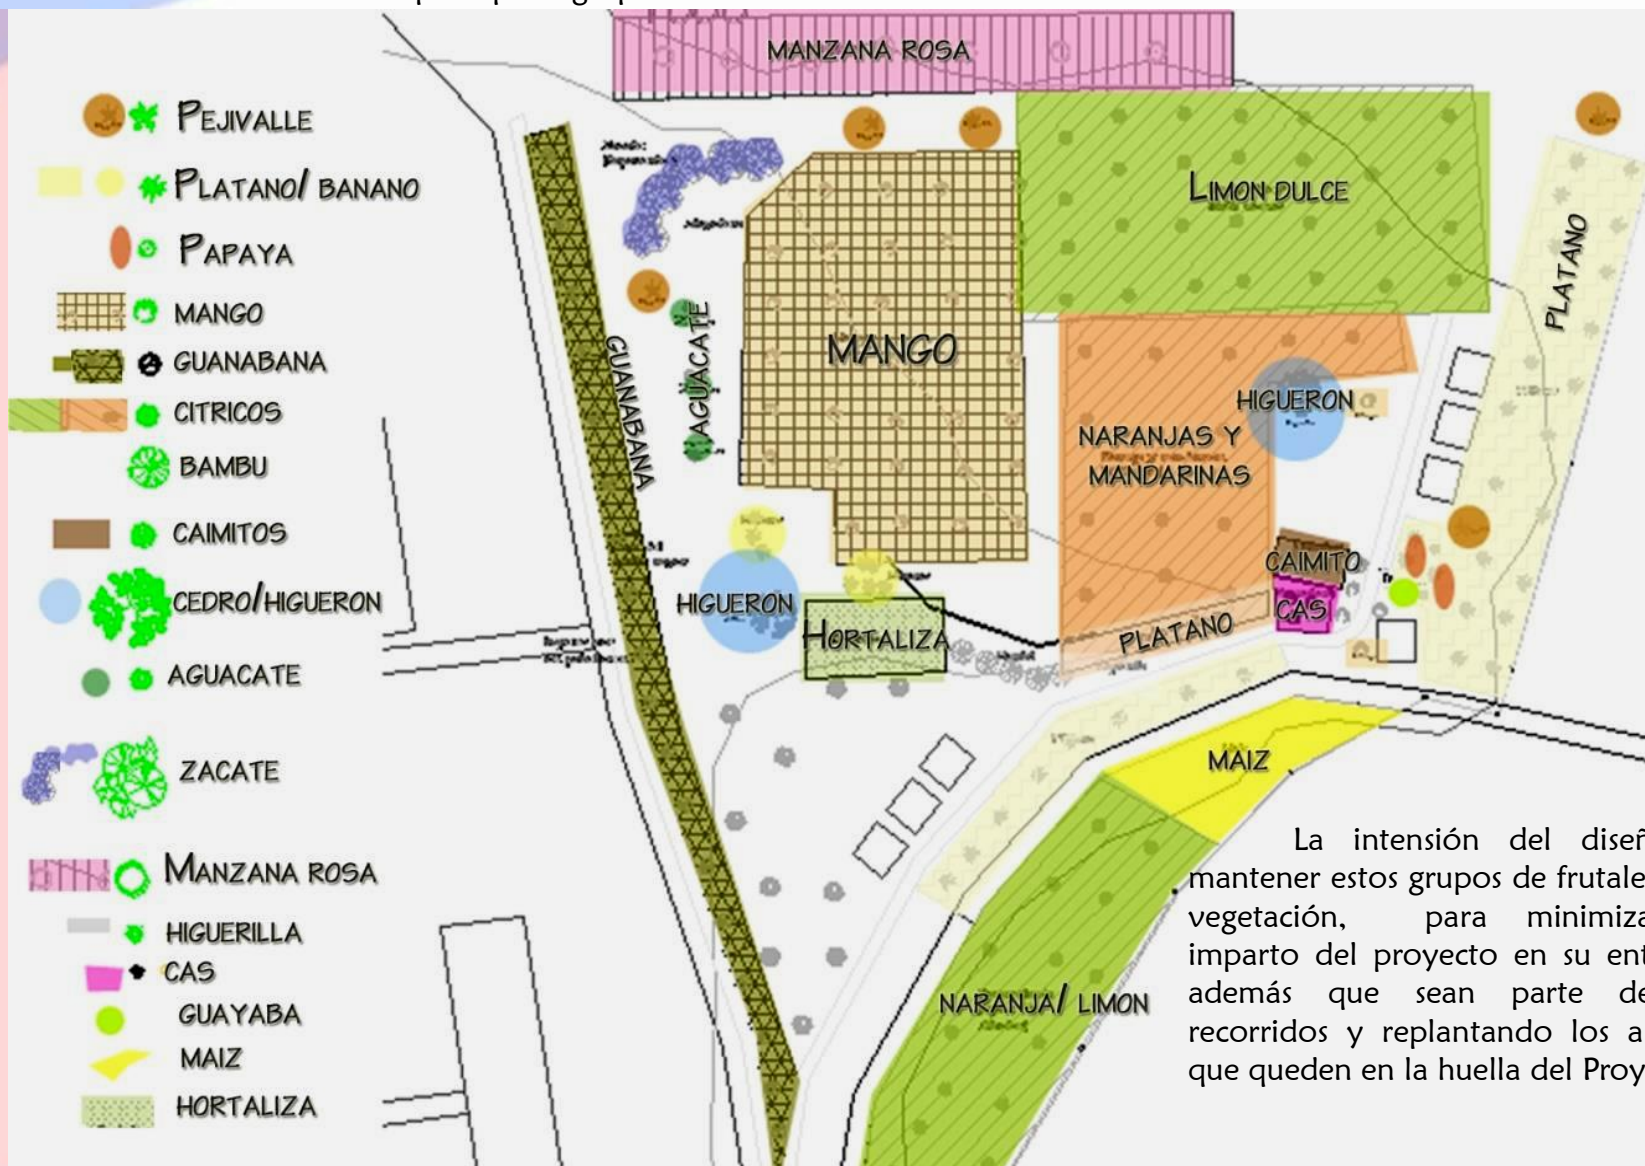 PEJIVALLE
PLATANO/ BANANO
PAPAYA
MANGO
GUANABANA
CITRICOS
BAMBU
CAIMITOS
CEDRO/HIGUERON
AGUACATE
ZACATE
MANZANA ROSA
HIGUERILLA
CAS
GUAYABA
MAIZ
HORTALIZA
MANZANA ROSA
LIMON DULCE
PLATANO
GUANABANA
AGUACATE
MANGO
HIGUERON
NARANJAS Y
MANDARINAS
CAIMITO
CAS
HIGUERON
HORTALIZA
PLATANO
MAIZ
NARANJA/ LIMON
La intensión del diseñ
mantener estos grupos de frutale
vegetación, para minimiza
imparto del proyecto en su ent
además que sean parte de
recorridos y replantando los a
que queden en la huella del Proy